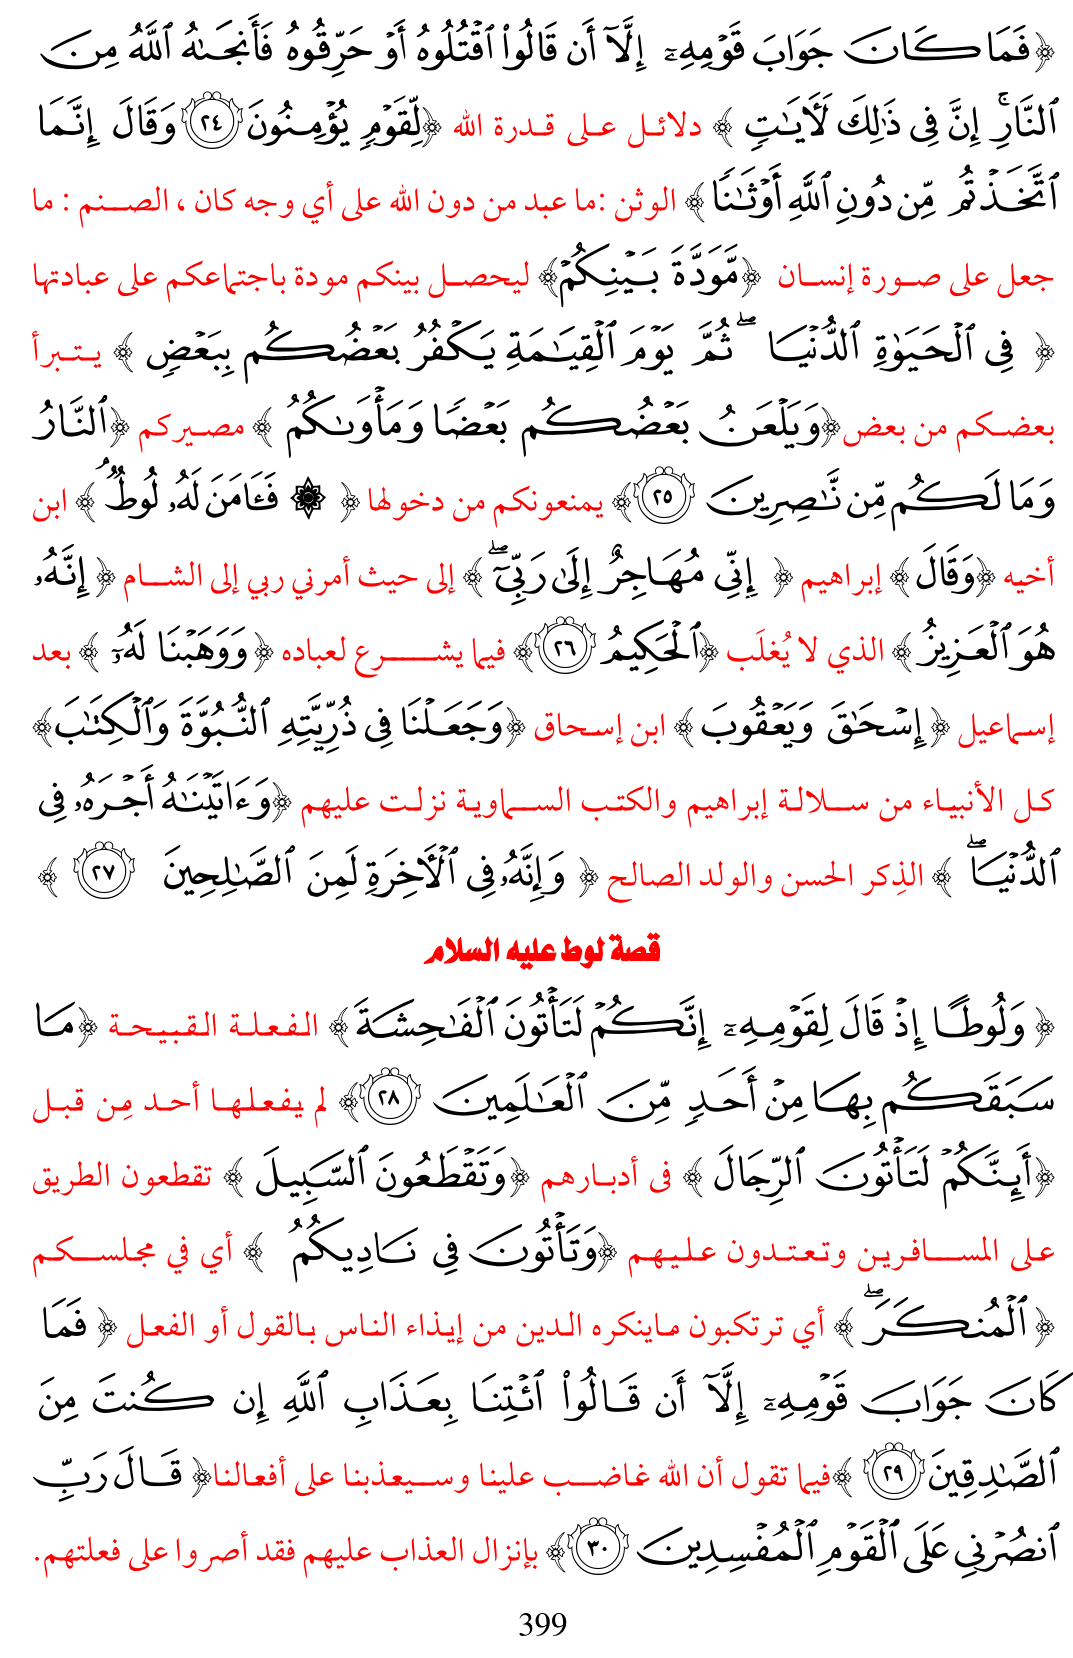 ﴿فَمَا كَانَ جَوَابَ قَوْمِهِۦٓ إِلَّآ أَن قَالُوا۟ ٱقْتُلُوهُ أَوْ حَرِّقُوهُ فَأَنجَىٰهُ ٱللَّهُ مِنَ
ٱلنَّارِۚ إِنَّ فِى ذَٰلِكَ لَـَٔايَـٰتٍ ﴾ دلائل على قدرة الله ﴿لِّقَوْمٍ يُؤْمِنُونَ ٢٤ وَقَالَ إِنَّمَا
ٱتَّخَذْتُم مِّن دُونِ ٱللَّهِ أَوْثَـٰنًا﴾ الوثن :ما عبد من دون الله على أي وجه كان ، الصنم : ما
جعل على صورة إنسان ﴿مَّوَدَّةَ بَيْنِكُمْ﴾ ليحصل بينكم مودة باجتماعكم على عبادتها
﴿ فِى ٱلْحَيَوٰةِ ٱلدُّنْيَا ۖ ثُمَّ يَوْمَ ٱلْقِيَـٰمَةِ يَكْفُرُ بَعْضُكُم بِبَعْضٍ ﴾ يتبرأ
بعضكم من بعض﴿وَيَلْعَنُ بَعْضُكُم بَعْضًا وَمَأْوَىٰكُمُ ﴾ مصيركم ﴿ٱلنَّارُ
وَمَا لَكُم مِّن نَّـٰصِرِينَ ٢٥﴾ يمنعونكم من دخولها ﴿ ۞ فَـَٔامَنَ لَهُۥ لُوطٌ ۘ﴾ ابن
أخيه ﴿وَقَالَ﴾ إبراهيم ﴿ إِنِّى مُهَاجِرٌ إِلَىٰ رَبِّىٓ ۖ﴾ إلى حيث أمرني ربي إلى الشام ﴿إِنَّهُۥ
هُوَ ٱلْعَزِيزُ﴾ الذي لا يُغلَب ﴿ٱلْحَكِيمُ ٢٦﴾ فيما يشرع لعباده ﴿وَوَهَبْنَا لَهُۥٓ ﴾ بعد
إسماعيل ﴿إِسْحَـٰقَ وَيَعْقُوبَ﴾ ابن إسحاق ﴿وَجَعَلْنَا فِى ذُرِّيَّتِهِ ٱلنُّبُوَّةَ وَٱلْكِتَـٰبَ﴾
كل الأنبياء من سلالة إبراهيم والكتب السماوية نزلت عليهم ﴿وَءَاتَيْنَـٰهُ أَجْرَهُۥ فِى
ٱلدُّنْيَا ۖ ﴾ الذِكر الحسن والولد الصالح ﴿ وَإِنَّهُۥ فِى ٱلْـَٔاخِرَةِ لَمِنَ ٱلصَّـٰلِحِينَ ٢٧ ﴾
قصة لوط عليه السلام
﴿ وَلُوطًا إِذْ قَالَ لِقَوْمِهِۦٓ إِنَّكُمْ لَتَأْتُونَ ٱلْفَـٰحِشَةَ﴾ الفعلة القبيحة ﴿مَا
سَبَقَكُم بِهَا مِنْ أَحَدٍ مِّنَ ٱلْعَـٰلَمِينَ ٢٨﴾ لم يفعلها أحد مِن قبل
﴿أَئِنَّكُمْ لَتَأْتُونَ ٱلرِّجَالَ ﴾ فى أدبارهم ﴿وَتَقْطَعُونَ ٱلسَّبِيلَ ﴾ تقطعون الطريق
على المسافرين وتعتدون عليهم ﴿وَتَأْتُونَ فِى نَادِيكُمُ ﴾ أي في مجلسكم
﴿ ٱلْمُنكَرَ ۖ ﴾ أي ترتكبون ماينكره الدين من إيذاء الناس بالقول أو الفعل ﴿ فَمَا
كَانَ جَوَابَ قَوْمِهِۦٓ إِلَّآ أَن قَالُوا۟ ٱئْتِنَا بِعَذَابِ ٱللَّهِ إِن كُنتَ مِنَ
ٱلصَّـٰدِقِينَ ٢٩ ﴾فيما تقول أن الله غاضب علينا وسيعذبنا على أفعالنا﴿ قَالَ رَبِّ
ٱنصُرْنِي عَلَى ٱلْقَوْمِ ٱلْمُفْسِدِينَ ٣٠﴾ بإنزال العذاب عليهم فقد أصروا على فعلتهم.
399